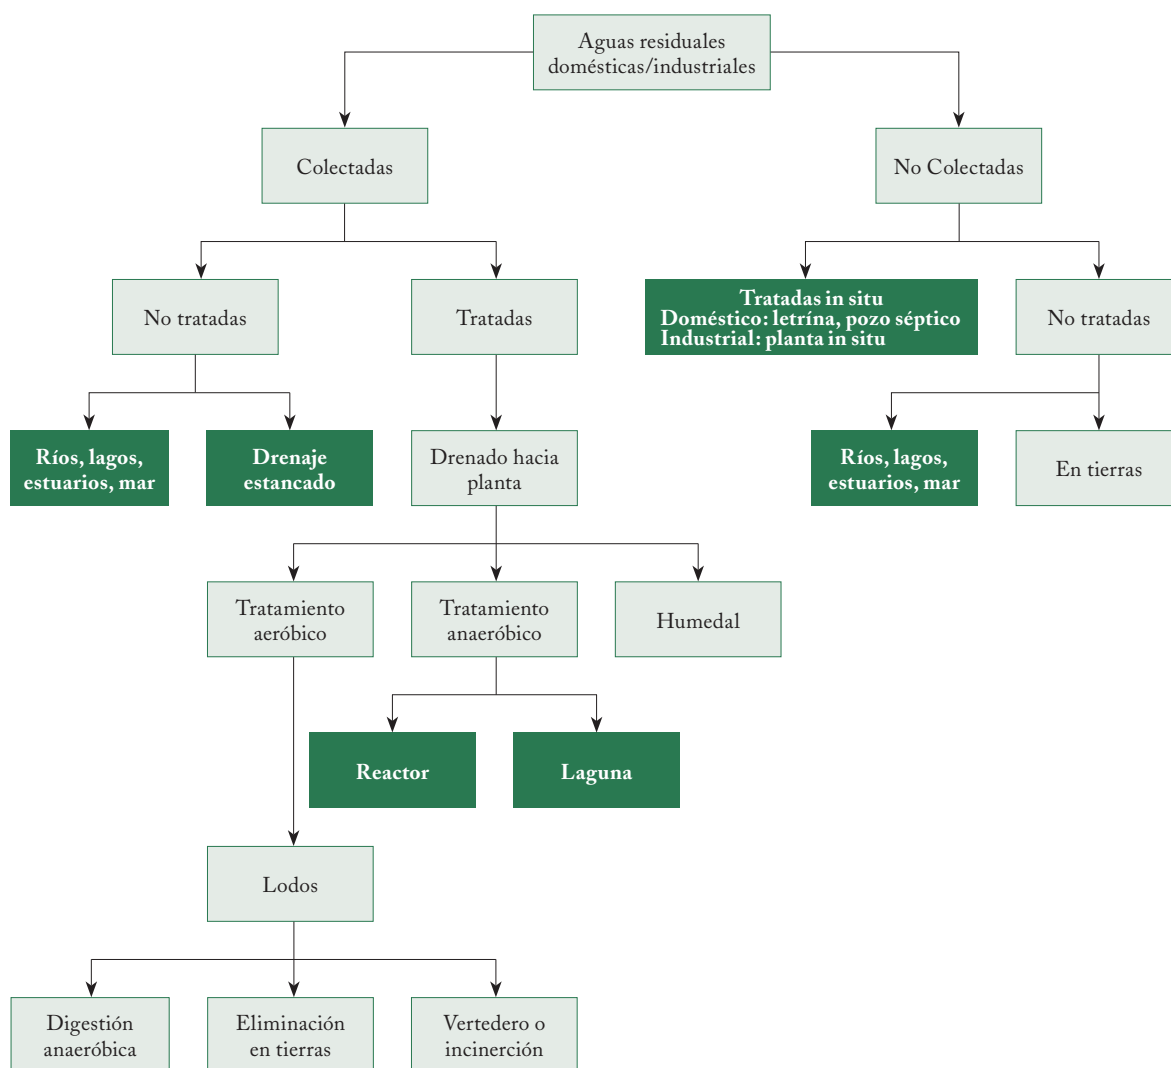 Aguas residuales
domésticas/industriales
Colectadas
No Colectadas
No tratadas
Tratadas
Tratadas in situ
Doméstico: letrína, pozo séptico
Industrial: planta in situ
No tratadas
Ríos, lagos,
estuarios, mar
Drenaje
estancado
Drenado hacia
planta
Ríos, lagos,
estuarios, mar
En tierras
Tratamiento
aeróbico
Tratamiento
anaeróbico
Humedal
Reactor
Laguna
Lodos
Digestión
anaeróbica
Eliminación
en tierras
Vertedero o
incinerción